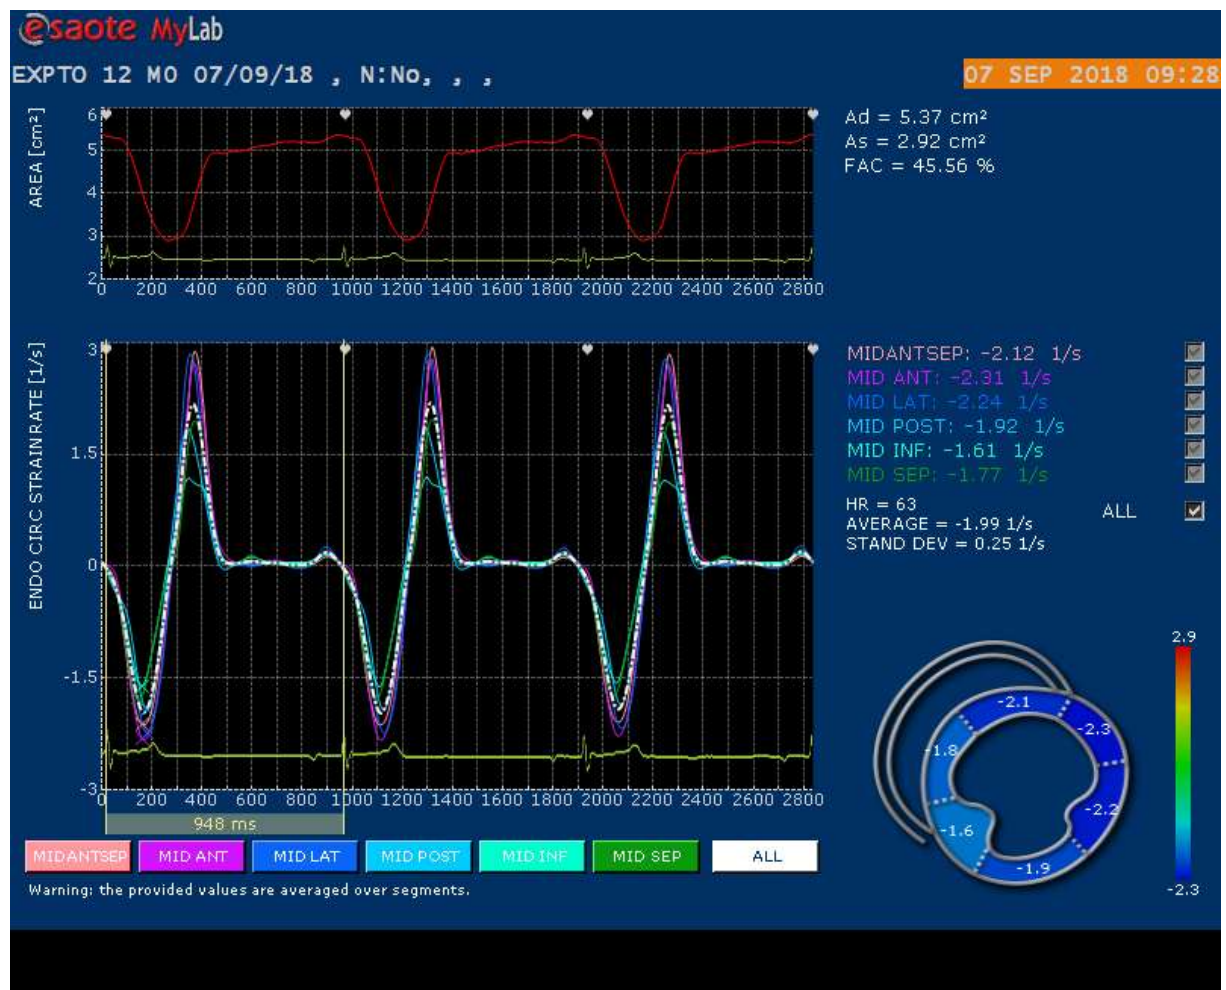 esaote MyLab
EXPTO 12 MO 07/09/18 , N:No, , ,
07 SEP 2018 09:28
AREA [cm²]
6
5
4
3
2
0 200 400 600 800 1000 1200 1400 1600 1800 2000 2200 2400 2600 2800
Ad = 5.37 cm²
As = 2.92 cm²
FAC = 45.56 %
ENDO CIRC STRAIN RATE [1/s]
3
1.5
0
-1.5
-3
0 200 400 600 800 1000 1200 1400 1600 1800 2000 2200 2400 2600 2800
948 ms
MIDANTSEP: -2.12 1/s
MID ANT: -2.31 1/s
MID LAT: -2.24 1/s
MID POST: -1.92 1/s
MID INF: -1.61 1/s
MID SEP: -1.77 1/s
HR = 63
AVERAGE = -1.99 1/s
STAND DEV = 0.25 1/s
ALL
2.9
-2.1
-2.3
-1.8
-2.2
-1.6
-1.9
-2.3
MIDANTSEP MID ANT MID LAT MID POST MID INF MID SEP ALL
Warning: the provided values are averaged over segments.